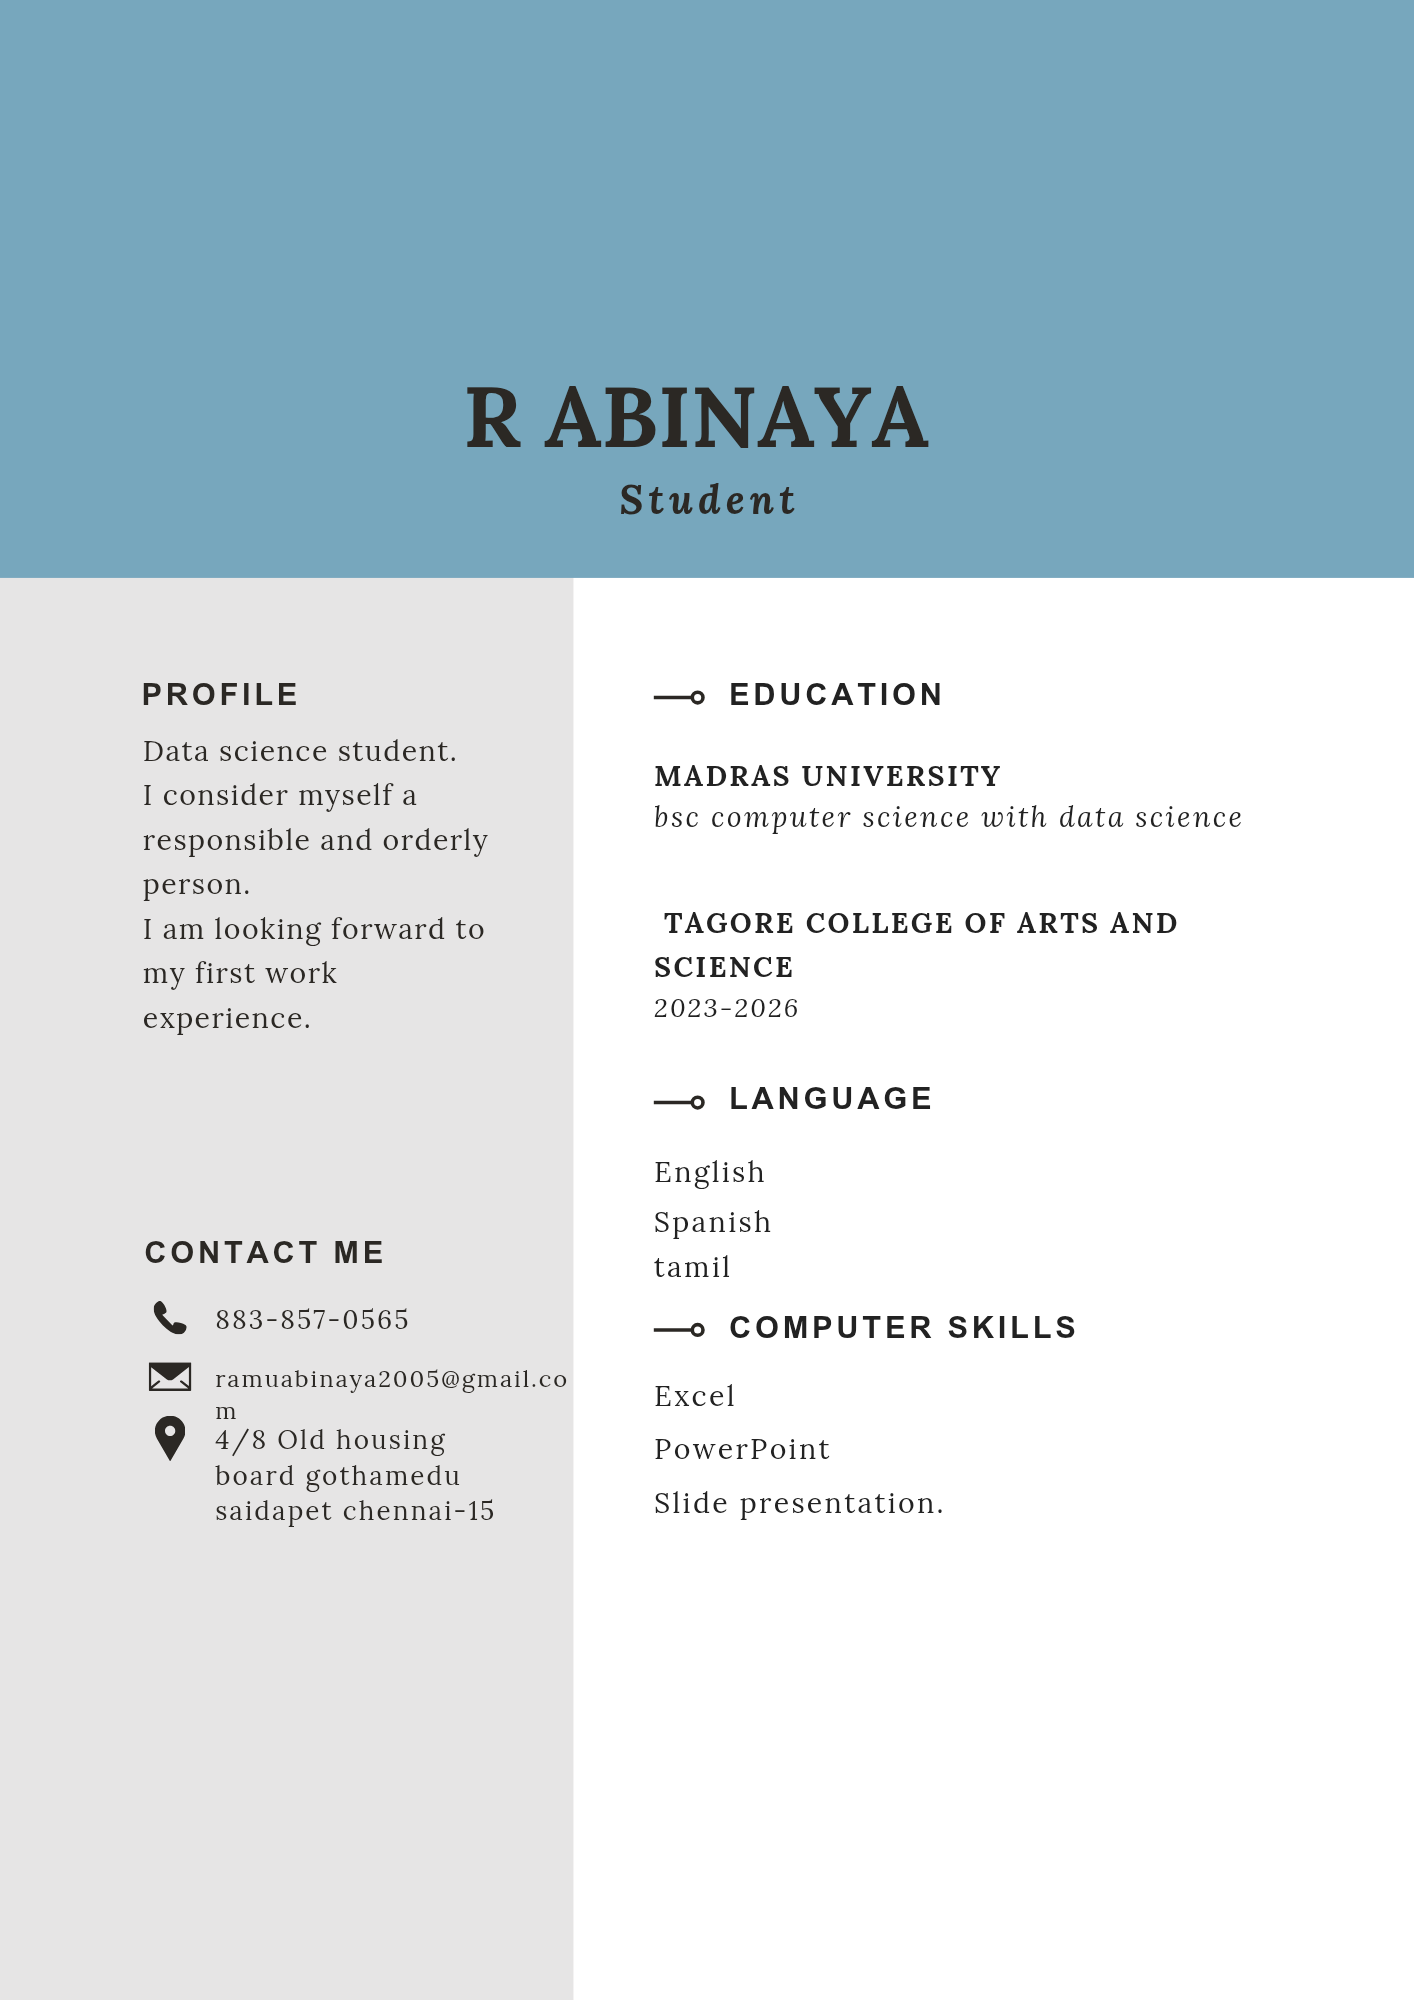 R ABINAYA
Student
PROFILE
Data science student.
I consider myself a
responsible and orderly
person.
I am looking forward to
my first work
experience.
CONTACT ME
883-857-0565
ramuabinaya2005@gmail.co
m
4/8 Old housing
board gothamedu
saidapet chennai-15
EDUCATION
MADRAS UNIVERSITY
bsc computer science with data science
TAGORE COLLEGE OF ARTS AND
SCIENCE
2023-2026
LANGUAGE
English
Spanish
tamil
COMPUTER SKILLS
Excel
PowerPoint
Slide presentation.